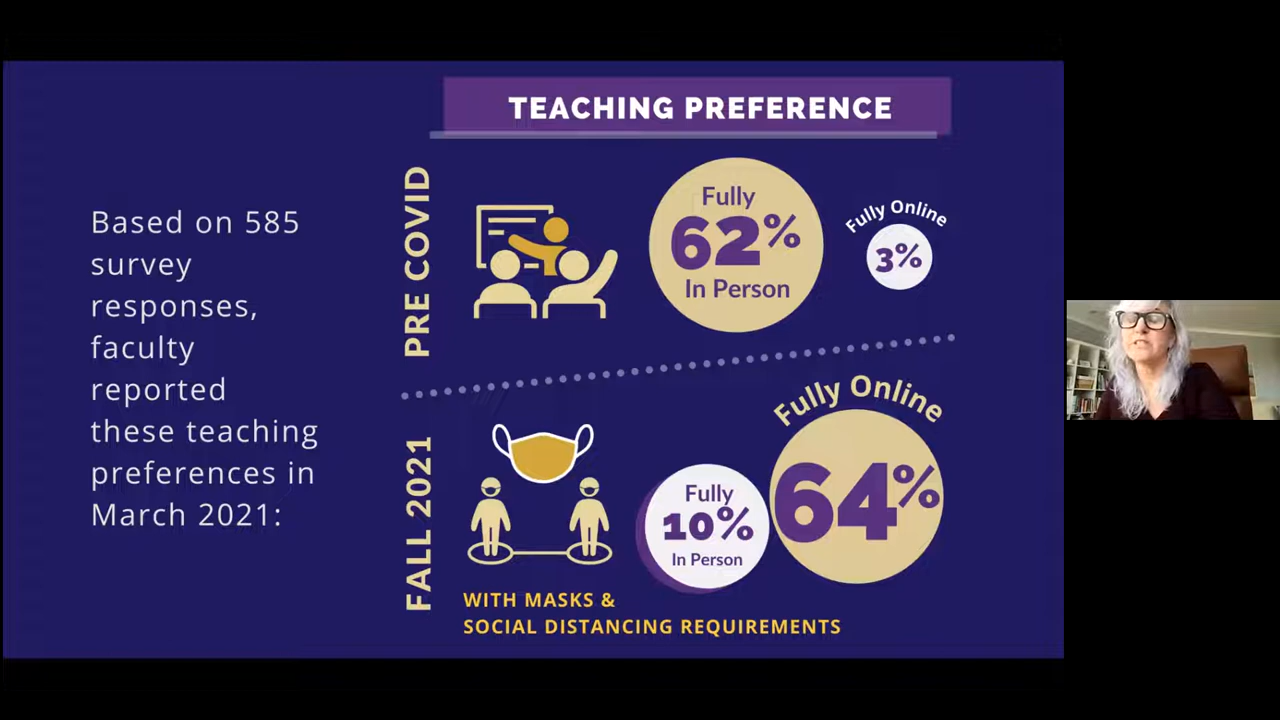 TEACHING PREFERENCE
Based on 585
survey
responses,
faculty
reported
these teaching
preferences in
March 2021:
PRE COVID
Fully
62%
In Person
Fully Online
3%
FALL 2021
Fully
10%
In Person
Fully Online
64%
WITH MASKS &
SOCIAL DISTANCING REQUIREMENTS